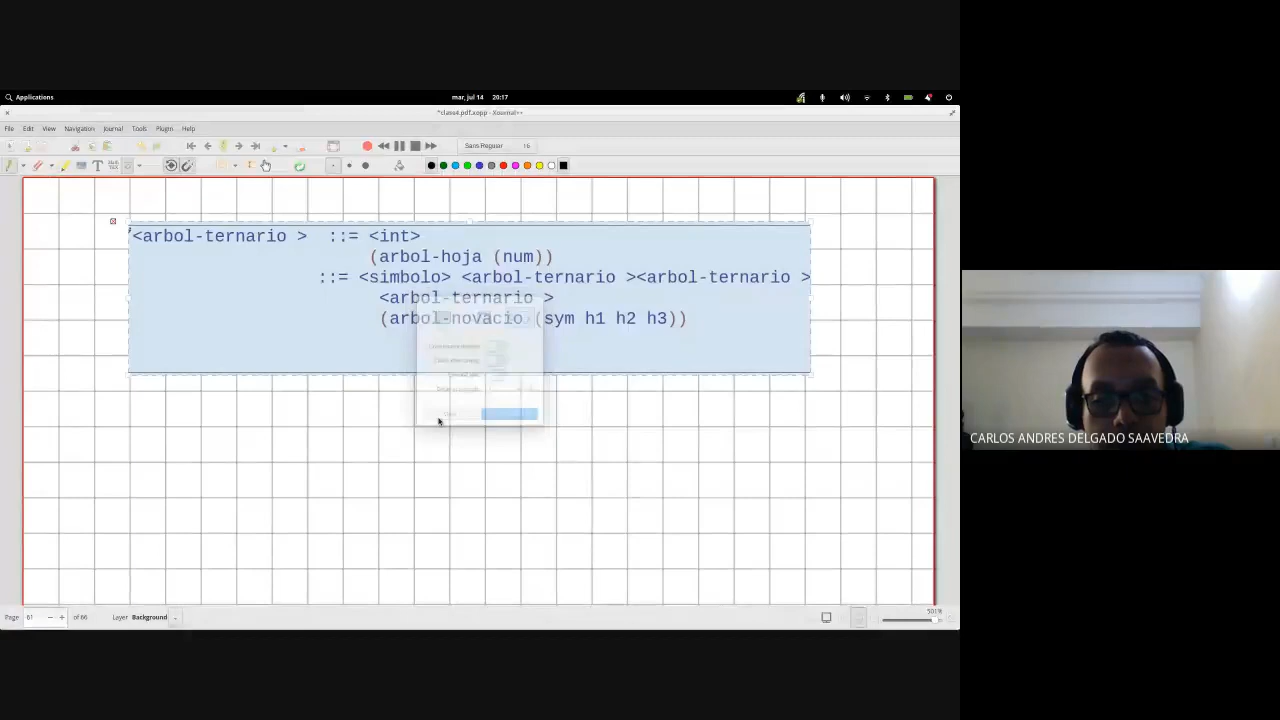 Applications
mar, jul 14 20:17
*clase4.pdf.xopp - Xournal++
File Edit View Navigation Journal Tools Plugin Help
Sans Regular 16
<arbol-ternario > ::= <int>
(arbol-hoja (num))
::= <simbolo> <arbol-ternario ><arbol-ternario >
<arbol-ternario >
(arbol-novacio (sym h1 h2 h3))
CARLOS ANDRES DELGADO SAAVEDRA
Page 61 of 66 Layer Background
501%